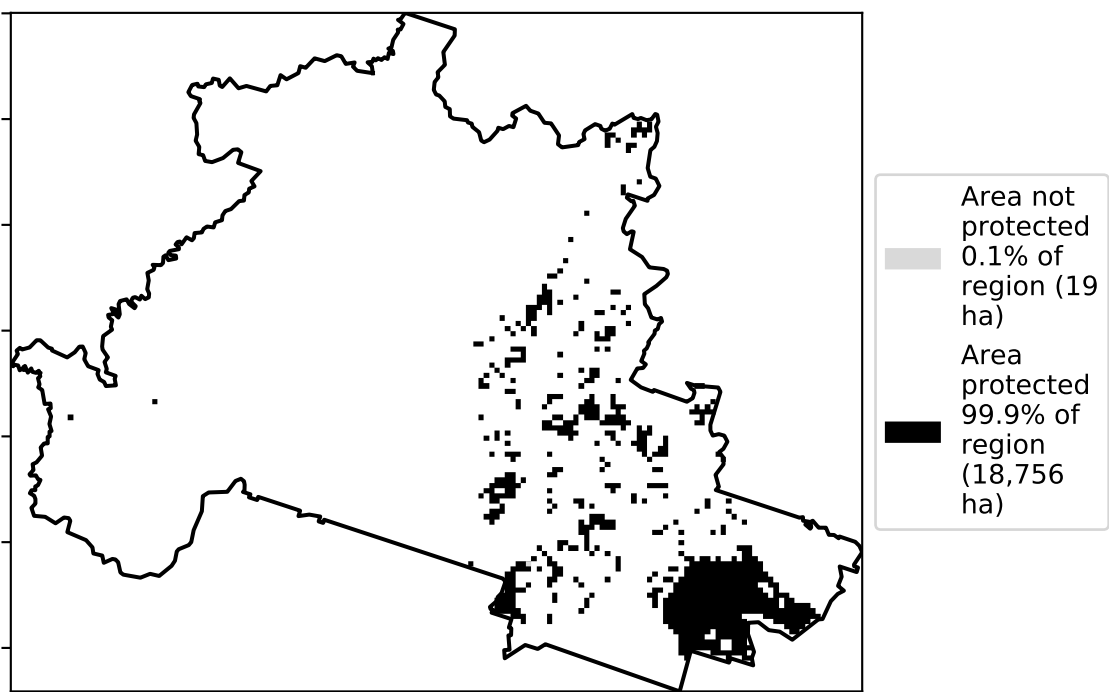 Area not
protected
0.1% of
region (19
ha)
Area
protected
99.9% of
region
(18,756
ha)